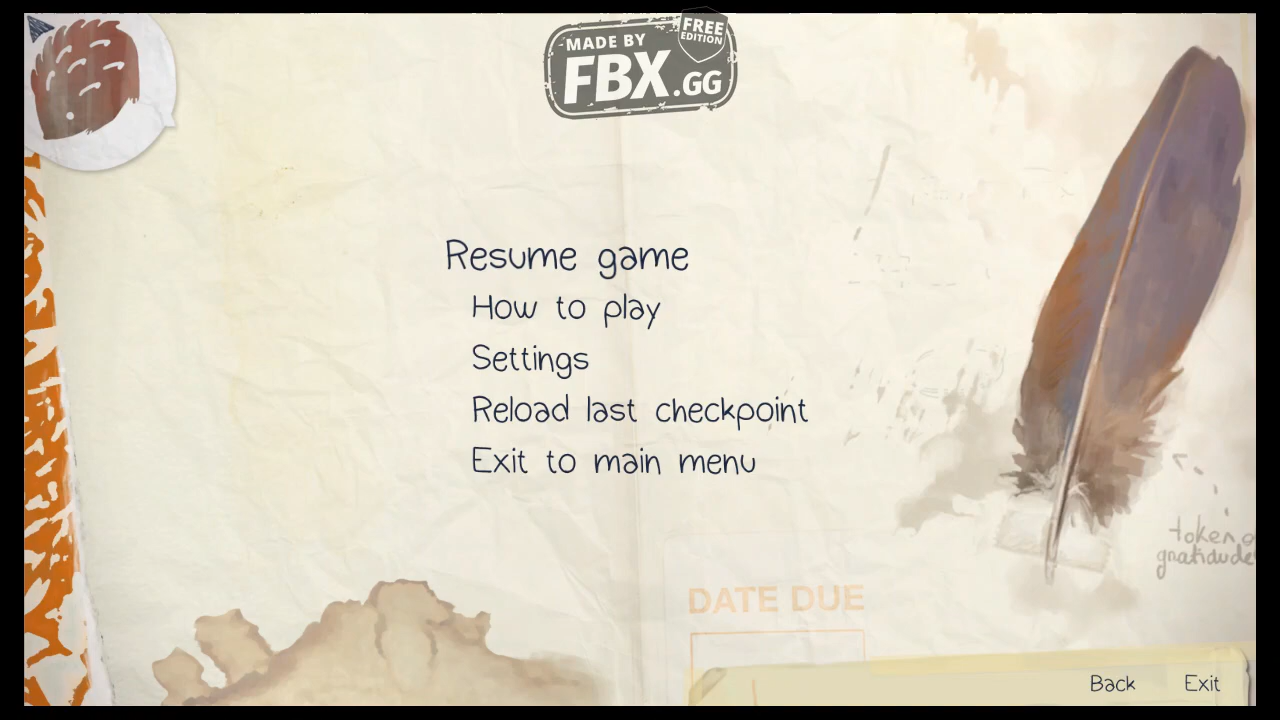 MADE BY
FREE
EDITION
FBX.GG
Resume game
How to play
Settings
Reload last checkpoint
Exit to main menu
token o
gratidude
DATE DUE
Back
Exit